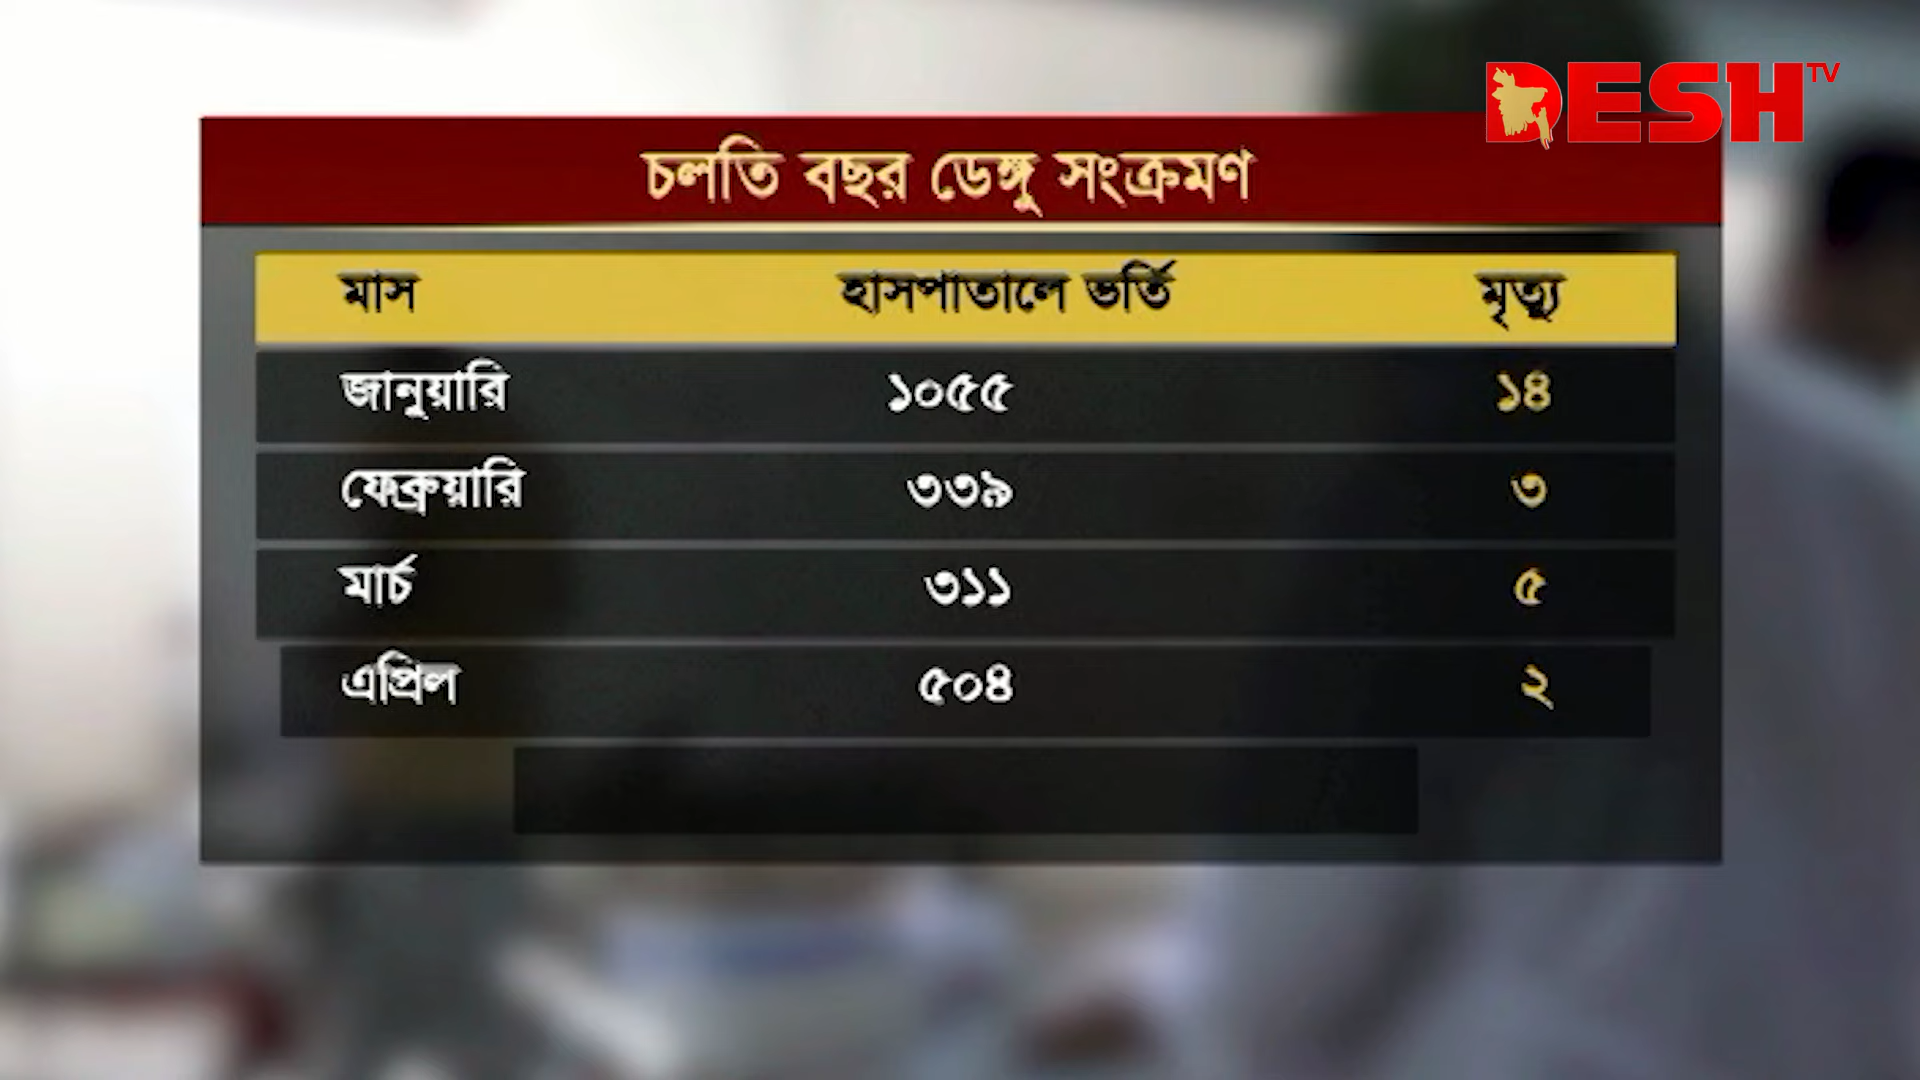 DESH TV
চলতি বছর ডেঙ্গু সংক্রমণ
মাস হাসপাতালে ভর্তি মৃত্যু
জানুয়ারি ১০৫৫ ১৪
ফেব্রুয়ারি ৩৩৯ ৩
মার্চ ৩১১ ৫
এপ্রিল ৫০৪ ২